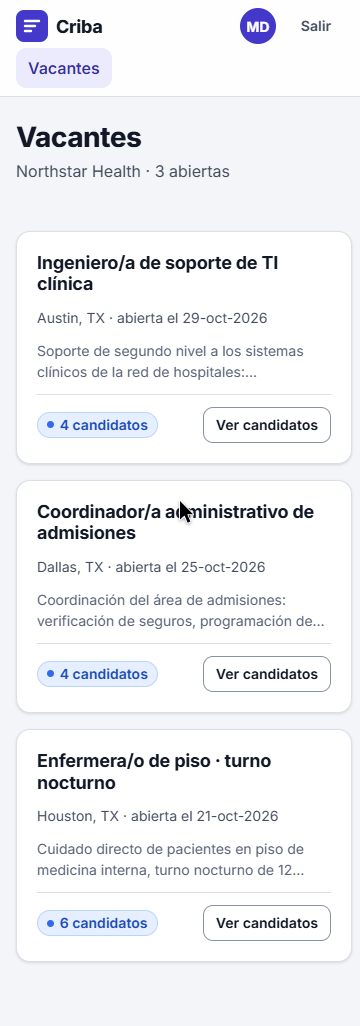 Criba
MD
Salir
Vacantes
Vacantes
Northstar Health · 3 abiertas
Ingeniero/a de soporte de TI
clínica
Austin, TX · abierta el 29-oct-2026
Soporte de segundo nivel a los sistemas
clínicos de la red de hospitales:...
4 candidatos
Ver candidatos
Coordinador/a administrativo de
admisiones
Dallas, TX · abierta el 25-oct-2026
Coordinación del área de admisiones:
verificación de seguros, programación de...
4 candidatos
Ver candidatos
Enfermera/o de piso · turno
nocturno
Houston, TX · abierta el 21-oct-2026
Cuidado directo de pacientes en piso de
medicina interna, turno nocturno de 12...
6 candidatos
Ver candidatos